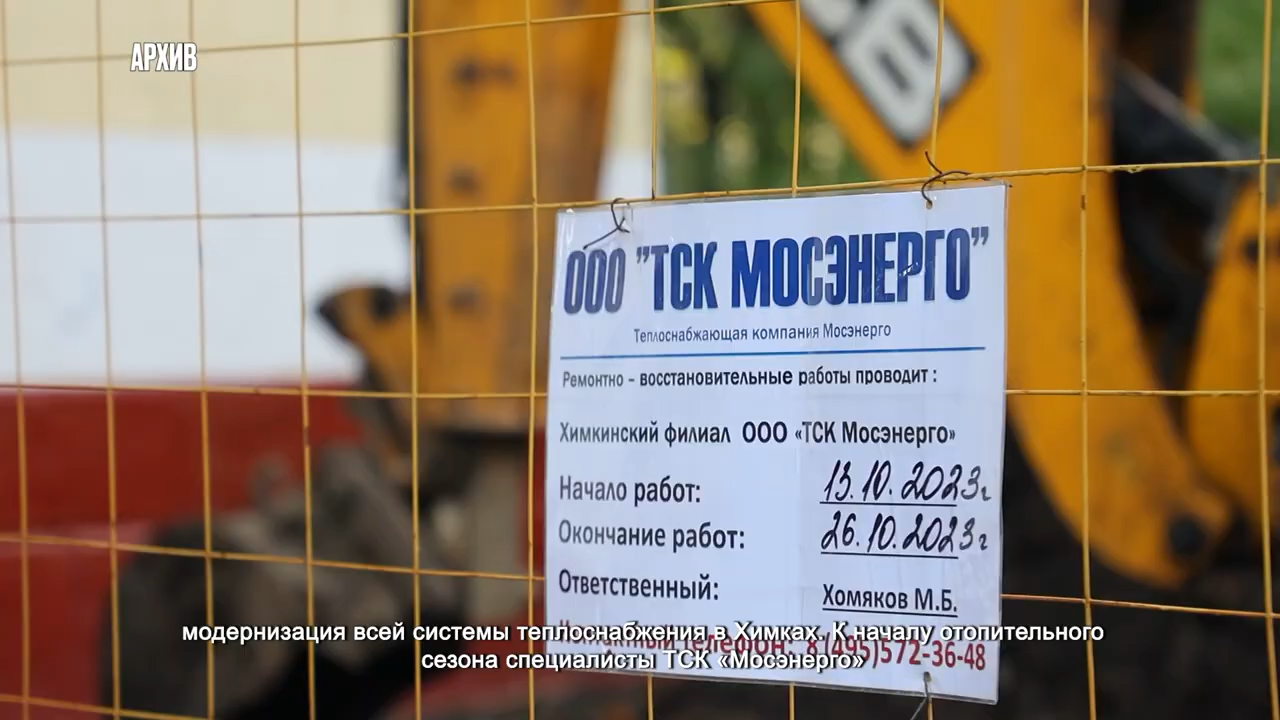 АРХИВ
ООО "ТСК МОСЭНЕРГО"
Теплоснабжающая компания Мосэнерго
Ремонтно - восстановительные работы проводит :
Химкинский филиал ООО «ТСК Мосэнерго»
Начало работ: 13.10.2023г
Окончание работ: 26.10.2023г
Ответственный: Хомяков М.Б.
телефон: 8(495)572-36-48
модернизация всей системы теплоснабжения в Химках. К началу отопительного
сезона специалисты ТСК «Мосэнерго»